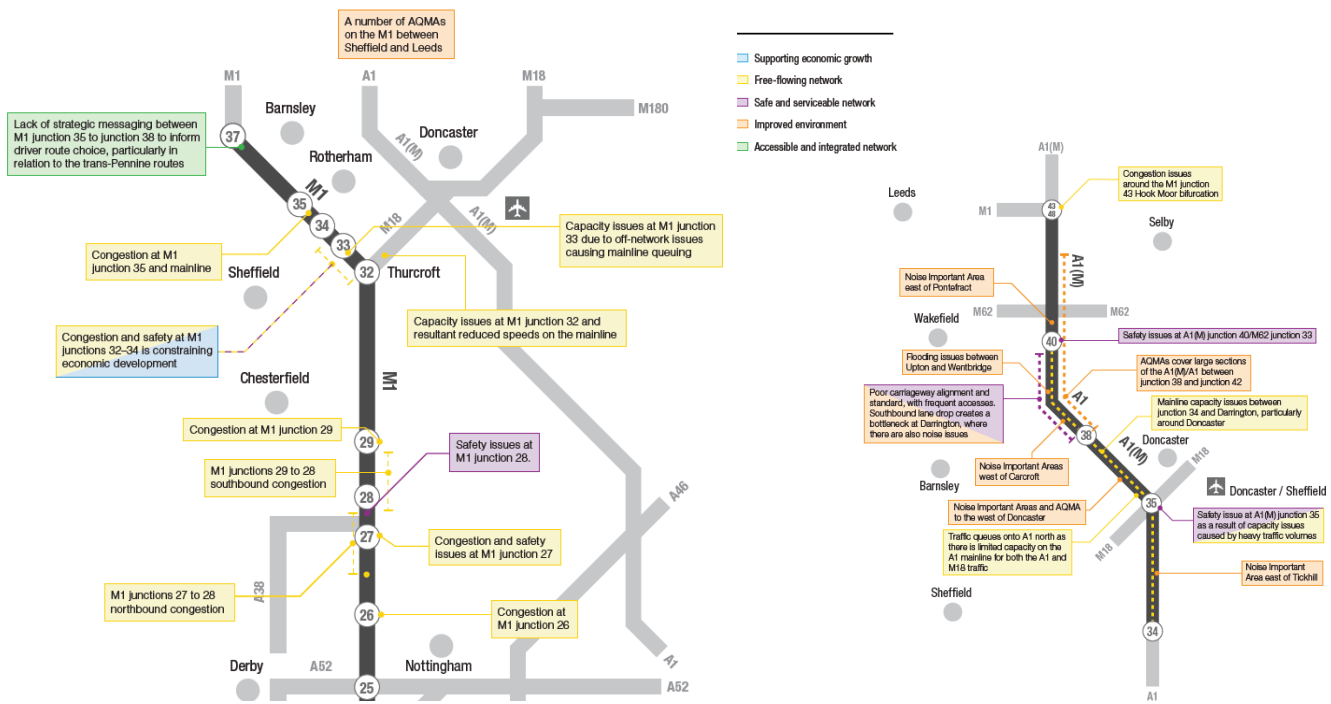 A number of AQMAs
on the M1 between
Sheffield and Leeds
M1
A1
M18
M180
Barnsley
Doncaster
Rotherham
A1(M)
A1(M)
M18
M1
37
35
34
33
32
Thurcroft
Lack of strategic messaging between
M1 junction 35 to junction 38 to inform
driver route choice, particularly in
relation to the trans-Pennine routes
Congestion at M1
junction 35 and mainline
Sheffield
Capacity issues at M1 junction
33 due to off-network issues
causing mainline queuing
Capacity issues at M1 junction 32 and
resultant reduced speeds on the mainline
Congestion and safety at M1
junctions 32–34 is constraining
economic development
Chesterfield
M1
Congestion at M1 junction 29
29
Safety issues at
M1 junction 28.
M1 junctions 29 to 28
southbound congestion
28
A46
27
Congestion and safety
issues at M1 junction 27
A38
M1 junctions 27 to 28
northbound congestion
26
Congestion at
M1 junction 26
Derby
A52
Nottingham
A1
25
A52
Supporting economic growth
Free-flowing network
Safe and serviceable network
Improved environment
Accessible and integrated network
A1(M)
Congestion issues
around the M1 junction
43 Hook Moor bifurcation
Leeds
M1
43
48
Selby
A1(M)
Noise Important Area
east of Pontefract
M62
M62
Wakefield
40
Safety issues at A1(M) junction 40/M62 junction 33
Flooding issues between
Upton and Wentbridge
AQMAs cover large sections
of the A1(M)/A1 between
junction 38 and junction 42
Poor carriageway alignment and
standard, with frequent accesses.
Southbound lane drop creates a
bottleneck at Darrington, where
there are also noise issues
A1
Mainline capacity issues between
junction 34 and Darrington, particularly
around Doncaster
38
A1(M)
Doncaster
M18
Barnsley
Noise Important Areas
west of Carcroft
Doncaster / Sheffield
Noise Important Areas and AQMA
to the west of Doncaster
35
Safety issue at A1(M) junction 35
as a result of capacity issues
caused by heavy traffic volumes
Traffic queues onto A1 north as
there is limited capacity on the
A1 mainline for both the A1 and
M18 traffic
M18
Noise Important
Area east of Tickhill
Sheffield
34
A1